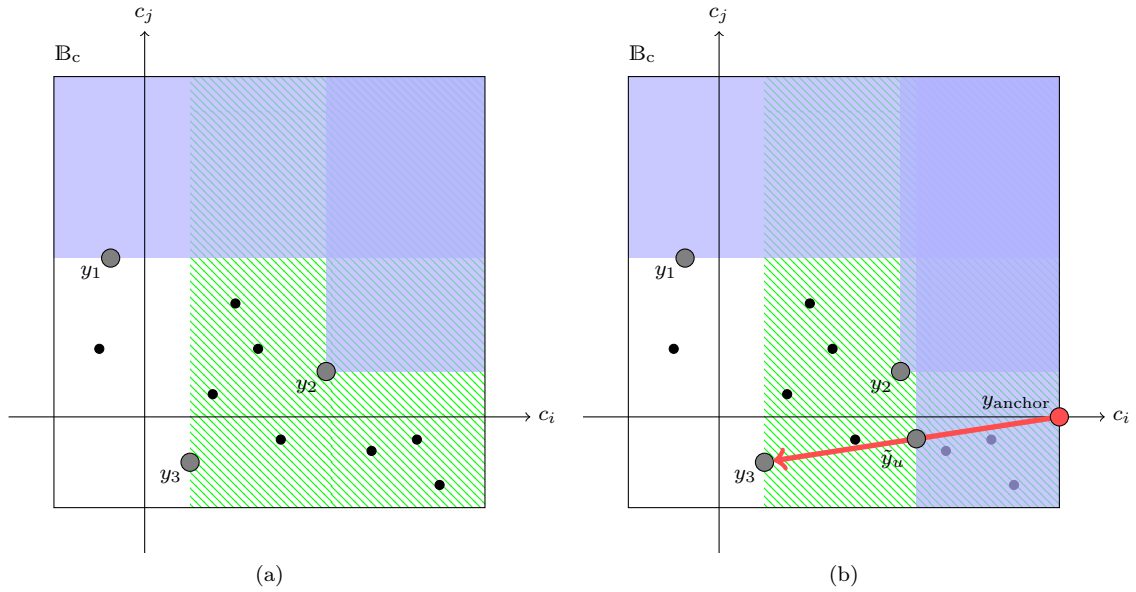 c_j
𝔹_c
y_1
y_2
c_i
y_3
(a)
c_j
𝔹_c
y_1
y_2
y_anchor
c_i
ỹ_u
y_3
(b)